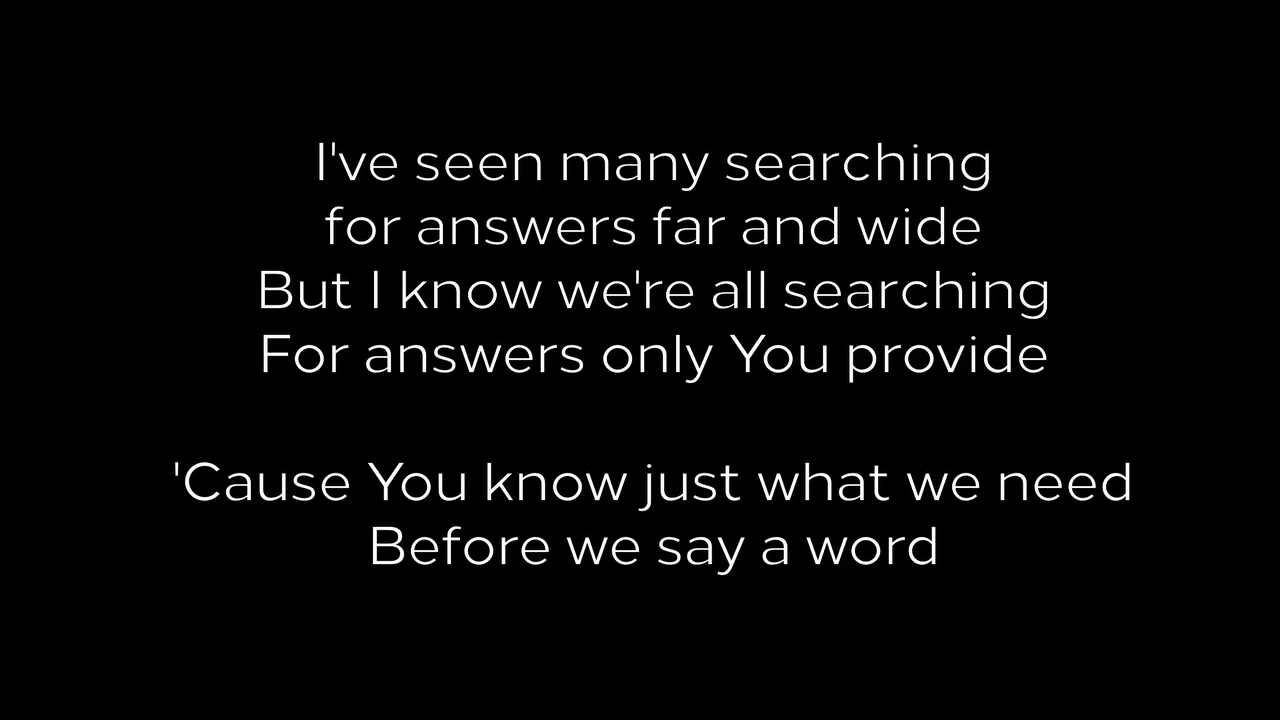 I've seen many searching
for answers far and wide
But I know we're all searching
For answers only You provide
'Cause You know just what we need
Before we say a word